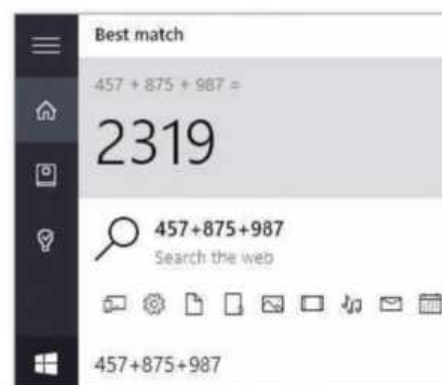 Best match
457 + 875 + 987 =
2319
457+875+987
Search the web
457+875+987